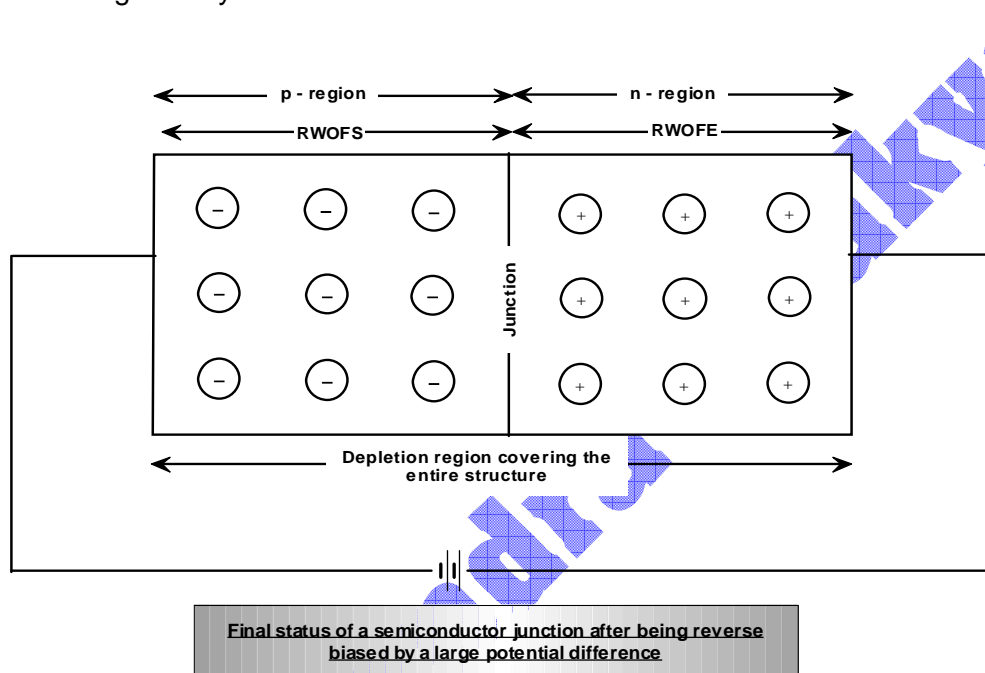 p - region
n - region
RWOFS
RWOFE
− − −
+ + +
− − −
+ + +
− − −
+ + +
Junction
Depletion region covering the
entire structure
Final status of a semiconductor junction after being reverse
biased by a large potential difference